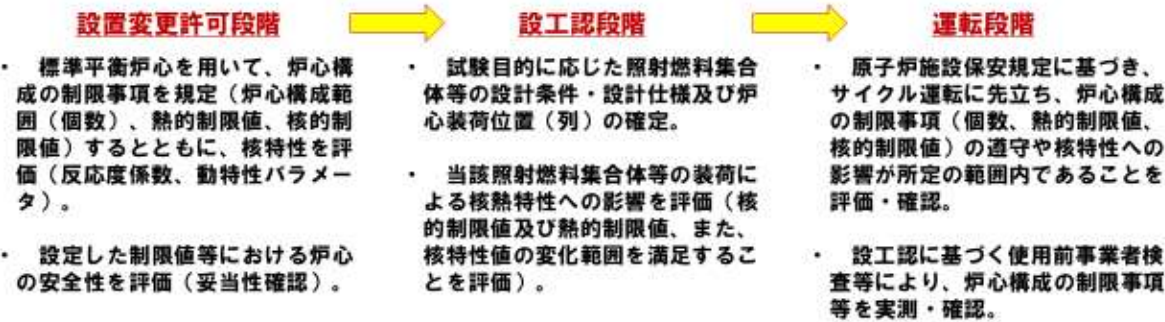 設置変更許可段階
・ 標準平衡炉心を用いて、炉心構
成の制限事項を規定（炉心構成範
囲（個数）、熱的制限値、核的制
限値）するとともに、核特性を評
価（反応度係数、動特性パラメー
タ）。
・ 設定した制限値等における炉心
の安全性を評価（妥当性確認）。
設工認段階
・ 試験目的に応じた照射燃料集合
体等の設計条件・設計仕様及び炉
心装荷位置（列）の確定。
・ 当該照射燃料集合体等の装荷に
よる核熱特性への影響を評価（核
的制限値及び熱的制限値、また、
核特性値の変化範囲を満足するこ
とを評価）。
運転段階
・ 原子炉施設保安規定に基づき、
サイクル運転に先立ち、炉心構成
の制限事項（個数、熱的制限値、
核的制限値）の遵守や核特性への
影響が所定の範囲内であることを
評価・確認。
・ 設工認に基づく使用前事業者検
査等により、炉心構成の制限事項
等を実測・確認。